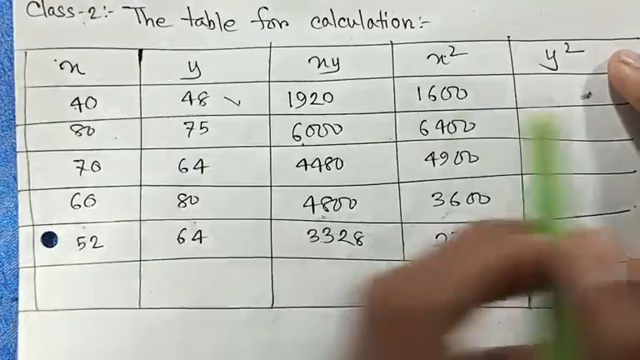 Class-2:- The table for calculation:-
x y xy x² y²
40 48 1920 1600
80 75 6000 6400
70 64 4480 4900
60 80 4800 3600
52 64 3328